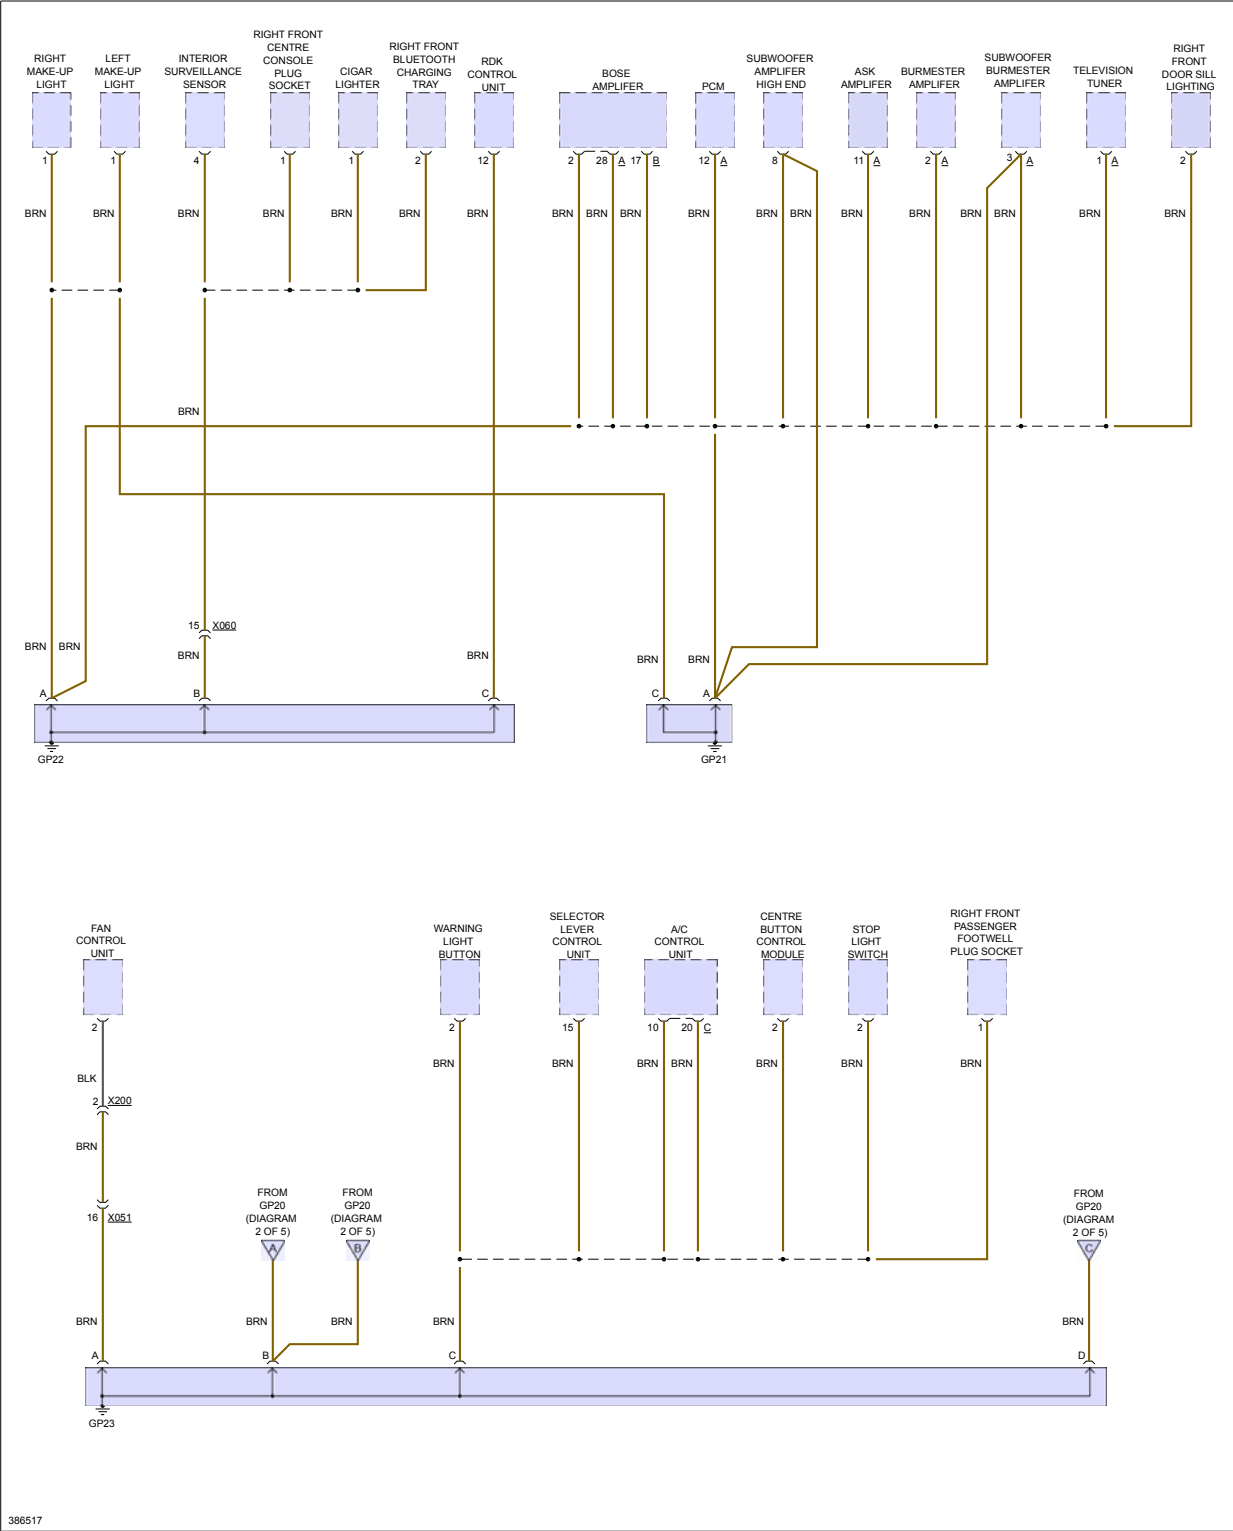 RIGHT
MAKE-UP
LIGHT
LEFT
MAKE-UP
LIGHT
INTERIOR
SURVEILLANCE
SENSOR
RIGHT FRONT
CENTRE
CONSOLE
PLUG
SOCKET
CIGAR
LIGHTER
RIGHT FRONT
BLUETOOTH
CHARGING
TRAY
RDK
CONTROL
UNIT
BOSE
AMPLIFER
PCM
SUBWOOFER
AMPLIFER
HIGH END
ASK
AMPLIFER
BURMESTER
AMPLIFER
SUBWOOFER
BURMESTER
AMPLIFER
TELEVISION
TUNER
RIGHT
FRONT
DOOR SILL
LIGHTING
1 1 4 1 1 2 12 2 28 A 17 B 12 A 8 11 A 2 A 3 A 1 A 2
BRN BRN BRN BRN BRN BRN BRN BRN BRN BRN BRN BRN BRN BRN BRN BRN BRN BRN BRN
BRN
15 X060
BRN BRN BRN BRN BRN BRN
A B C C A
GP22 GP21
FAN
CONTROL
UNIT
WARNING
LIGHT
BUTTON
SELECTOR
LEVER
CONTROL
UNIT
A/C
CONTROL
UNIT
CENTRE
BUTTON
CONTROL
MODULE
STOP
LIGHT
SWITCH
RIGHT FRONT
PASSENGER
FOOTWELL
PLUG SOCKET
2 2 15 10 20 C 2 2 1
BRN BRN BRN BRN BRN BRN BRN
BLK
2 X200
BRN
16 X051
FROM
GP20
(DIAGRAM
2 OF 5)
A
FROM
GP20
(DIAGRAM
2 OF 5)
B
FROM
GP20
(DIAGRAM
2 OF 5)
C
BRN BRN BRN BRN BRN
A B C D
GP23
386517